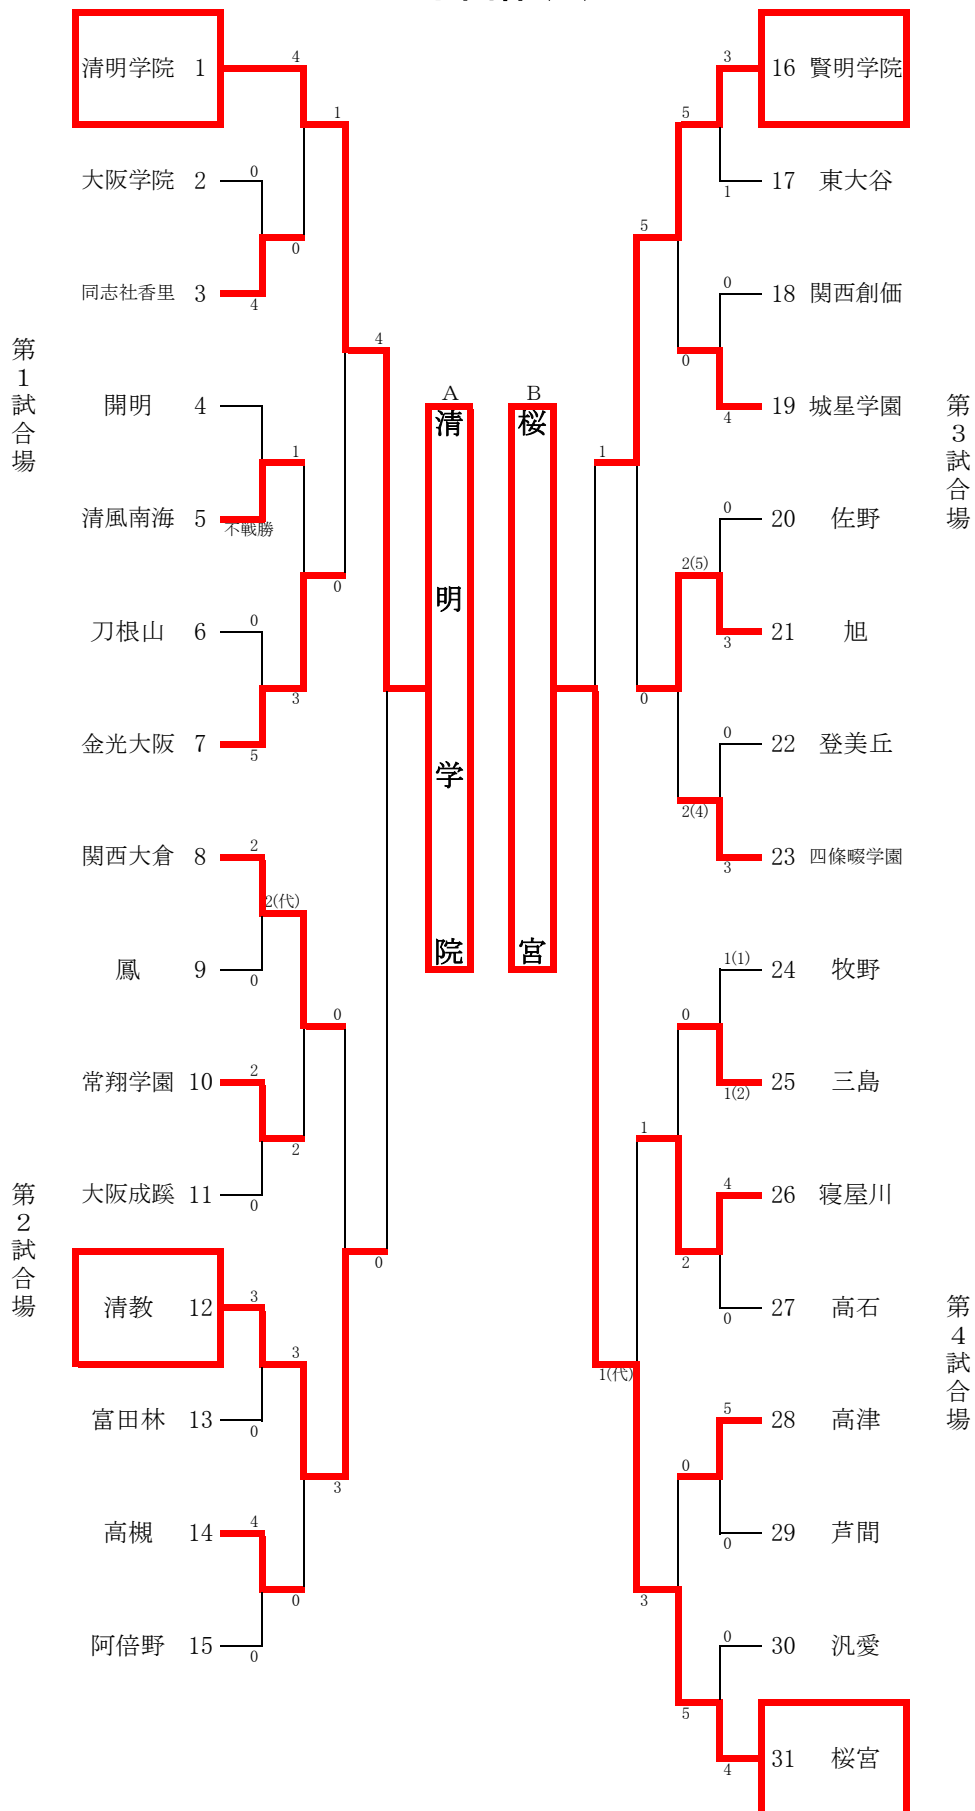 清明学院 1
4
1
大阪学院 2
0
0
同志社香里 3
4
4
第1試合場
開明 4
1
清風南海 5
不戦勝
0
刀根山 6
0
3
金光大阪 7
5
関西大倉 8
2
2(代)
鳳 9
0
0
常翔学園 10
2
2
大阪成蹊 11
0
第2試合場
0
清教 12
3
3
富田林 13
0
3
高槻 14
4
0
阿倍野 15
0
A
清明学院
B
桜宮
3
16 賢明学院
5
17 東大谷
1
5
0
18 関西創価
0
19 城星学園
4
第3試合場
1
0
20 佐野
2(5)
21 旭
3
0
0
22 登美丘
2(4)
23 四條畷学園
3
1(1)
24 牧野
0
25 三島
1(2)
1
4
26 寝屋川
2
27 高石
0
第4試合場
1(代)
5
28 高津
0
29 芦間
0
3
0
30 汎愛
5
31 桜宮
4